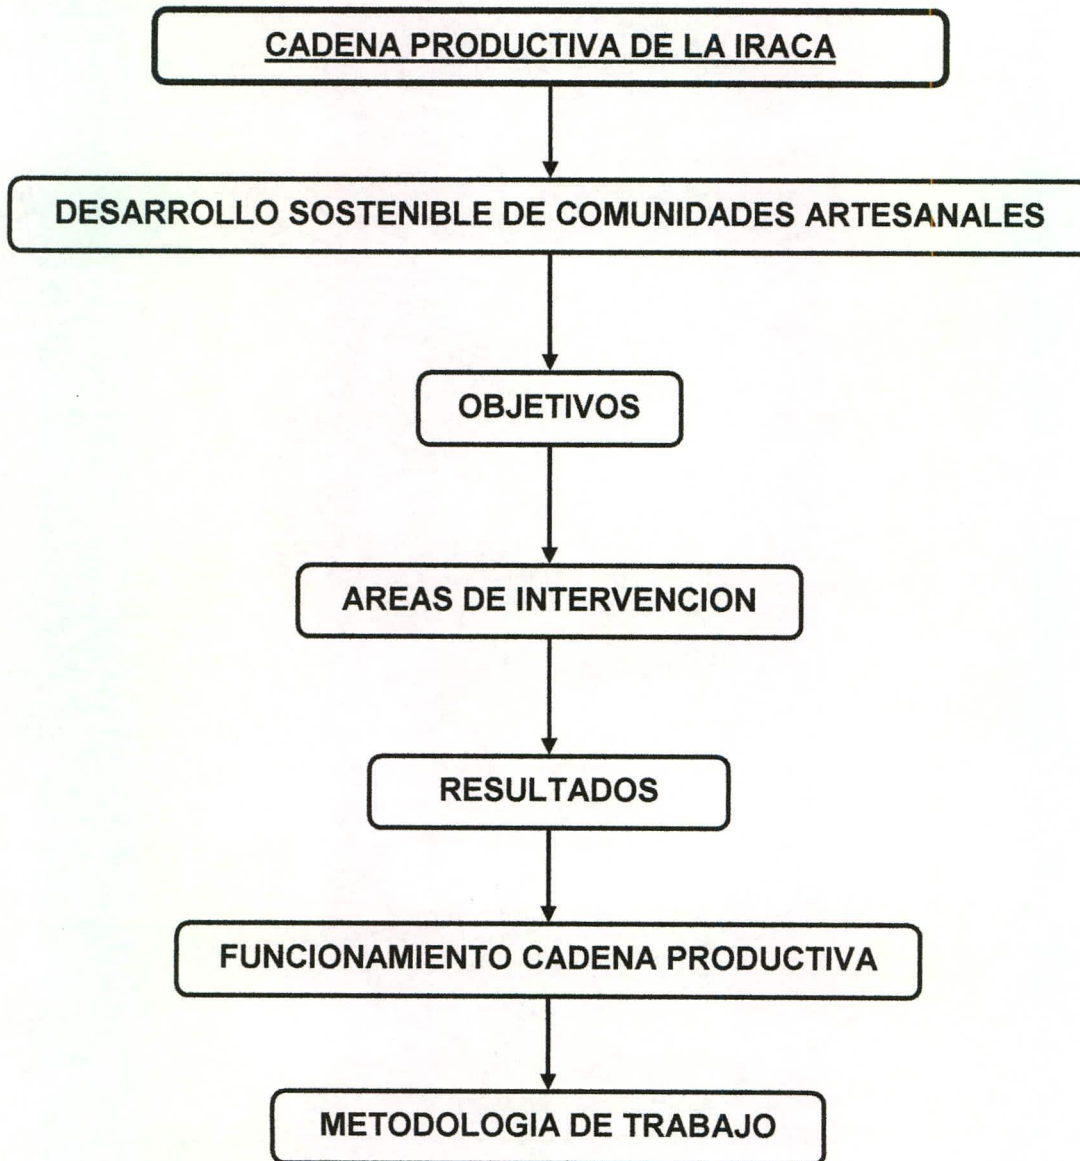 CADENA PRODUCTIVA DE LA IRACA
DESARROLLO SOSTENIBLE DE COMUNIDADES ARTESANALES
OBJETIVOS
AREAS DE INTERVENCION
RESULTADOS
FUNCIONAMIENTO CADENA PRODUCTIVA
METODOLOGIA DE TRABAJO